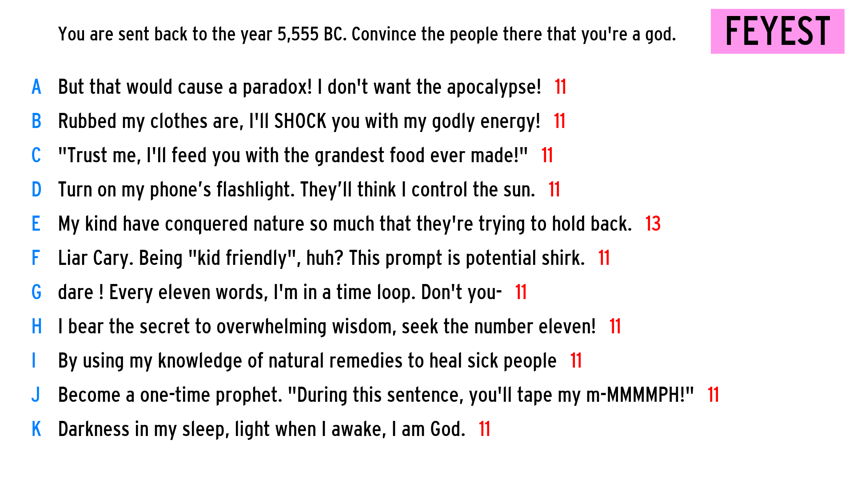 You are sent back to the year 5,555 BC. Convince the people there that you're a god.
FEYEST
A But that would cause a paradox! I don't want the apocalypse! 11
B Rubbed my clothes are, I'll SHOCK you with my godly energy! 11
C "Trust me, I'll feed you with the grandest food ever made!" 11
D Turn on my phone’s flashlight. They’ll think I control the sun. 11
E My kind have conquered nature so much that they're trying to hold back. 13
F Liar Cary. Being "kid friendly", huh? This prompt is potential shirk. 11
G dare ! Every eleven words, I'm in a time loop. Don't you- 11
H I bear the secret to overwhelming wisdom, seek the number eleven! 11
I By using my knowledge of natural remedies to heal sick people 11
J Become a one-time prophet. "During this sentence, you'll tape my m-MMMMPH!" 11
K Darkness in my sleep, light when I awake, I am God. 11